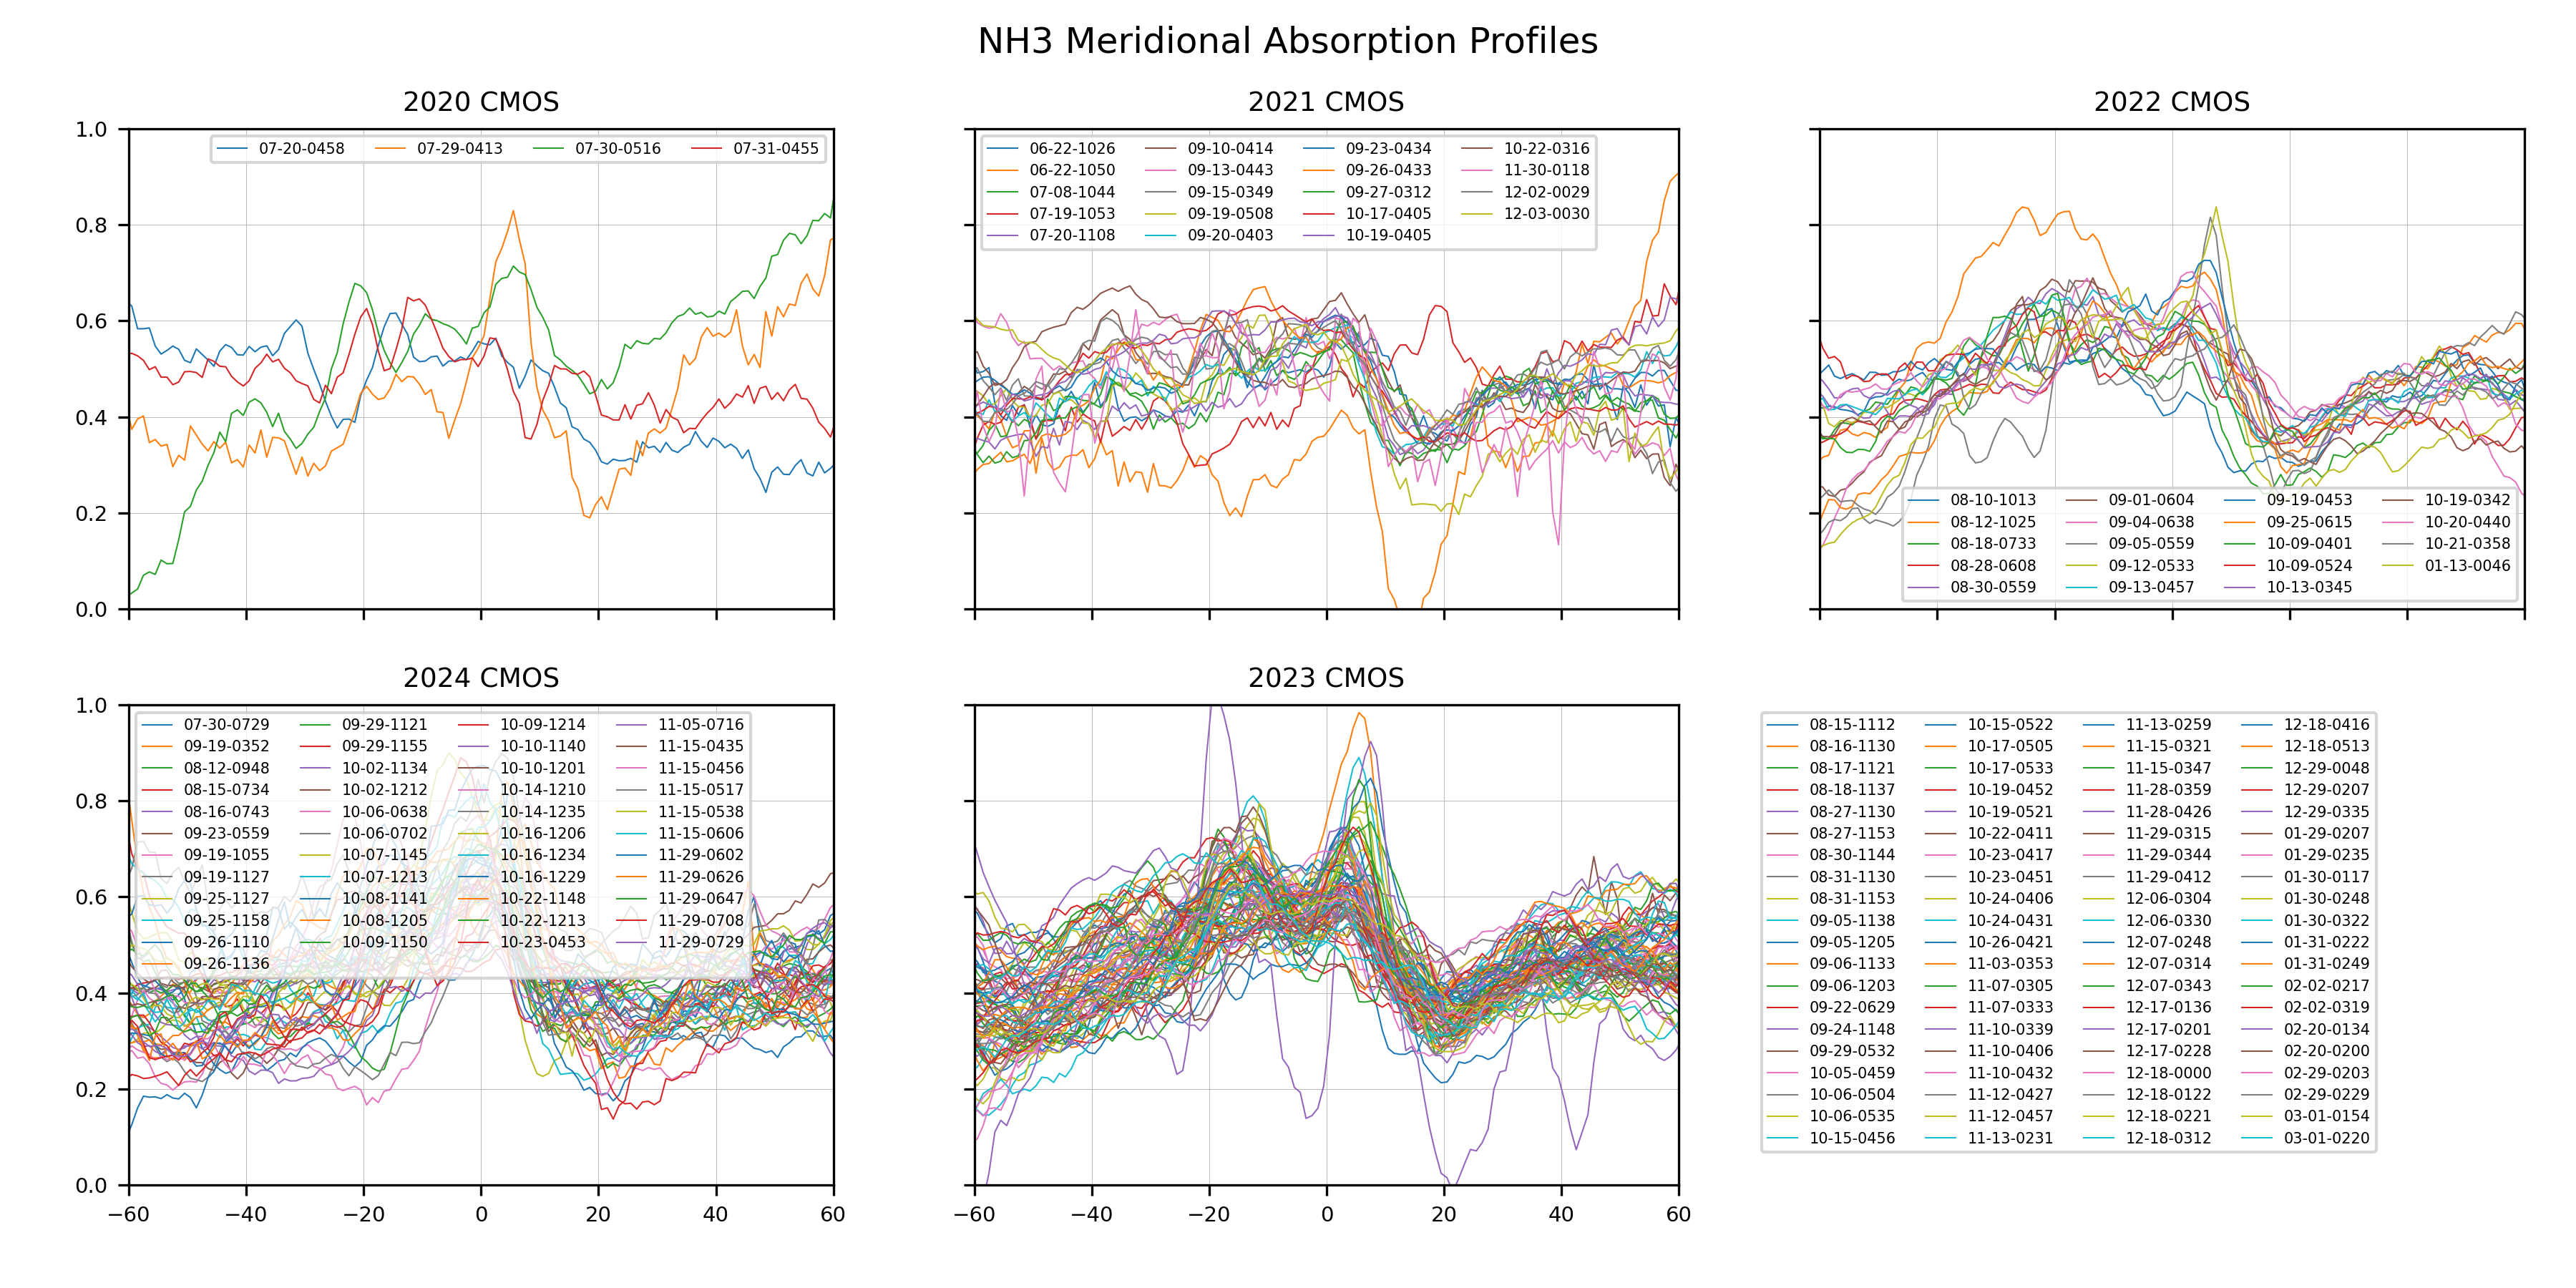 NH3 Meridional Absorption Profiles
2020 CMOS
1.0
0.8
0.6
0.4
0.2
0.0
07-20-0458 07-29-0413 07-30-0516 07-31-0455
2021 CMOS
06-22-1026 09-10-0414 09-23-0434 10-22-0316
06-22-1050 09-13-0443 09-26-0433 11-30-0118
07-08-1044 09-15-0349 09-27-0312 12-02-0029
07-19-1053 09-19-0508 10-17-0405 12-03-0030
07-20-1108 09-20-0403 10-19-0405
2022 CMOS
08-10-1013 09-01-0604 09-19-0453 10-19-0342
08-12-1025 09-04-0638 09-25-0615 10-20-0440
08-18-0733 09-05-0559 10-09-0401 10-21-0358
08-28-0608 09-12-0533 10-09-0524 01-13-0046
08-30-0559 09-13-0457 10-13-0345
2024 CMOS
1.0
0.8
0.6
0.4
0.2
0.0
07-30-0729 09-29-1121 10-09-1214 11-05-0716
09-19-0352 09-29-1155 10-10-1140 11-15-0435
08-12-0948 10-02-1134 10-10-1201 11-15-0456
08-15-0734 10-02-1212 10-14-1210 11-15-0517
08-16-0743 10-06-0638 10-14-1235 11-15-0538
09-23-0559 10-06-0702 10-16-1206 11-15-0606
09-19-1055 10-07-1145 10-16-1234 11-29-0602
09-19-1127 10-07-1213 10-16-1229 11-29-0626
09-25-1127 10-08-1141 10-22-1148 11-29-0647
09-25-1158 10-08-1205 10-22-1213 11-29-0708
09-26-1110 10-09-1150 10-23-0453 11-29-0729
09-26-1136
−60 −40 −20 0 20 40 60
2023 CMOS
−60 −40 −20 0 20 40 60
08-15-1112 10-15-0522 11-13-0259 12-18-0416
08-16-1130 10-17-0505 11-15-0321 12-18-0513
08-17-1121 10-17-0533 11-15-0347 12-29-0048
08-18-1137 10-19-0452 11-28-0359 12-29-0207
08-27-1130 10-19-0521 11-28-0426 12-29-0335
08-27-1153 10-22-0411 11-29-0315 01-29-0207
08-30-1144 10-23-0417 11-29-0344 01-29-0235
08-31-1130 10-23-0451 11-29-0412 01-30-0117
08-31-1153 10-24-0406 12-06-0304 01-30-0248
09-05-1138 10-24-0431 12-06-0330 01-30-0322
09-05-1205 10-26-0421 12-07-0248 01-31-0222
09-06-1133 11-03-0353 12-07-0314 01-31-0249
09-06-1203 11-07-0305 12-07-0343 02-02-0217
09-22-0629 11-07-0333 12-17-0136 02-02-0319
09-24-1148 11-10-0339 12-17-0201 02-20-0134
09-29-0532 11-10-0406 12-17-0228 02-20-0200
10-05-0459 11-10-0432 12-18-0000 02-29-0203
10-06-0504 11-12-0427 12-18-0122 02-29-0229
10-06-0535 11-12-0457 12-18-0221 03-01-0154
10-15-0456 11-13-0231 12-18-0312 03-01-0220